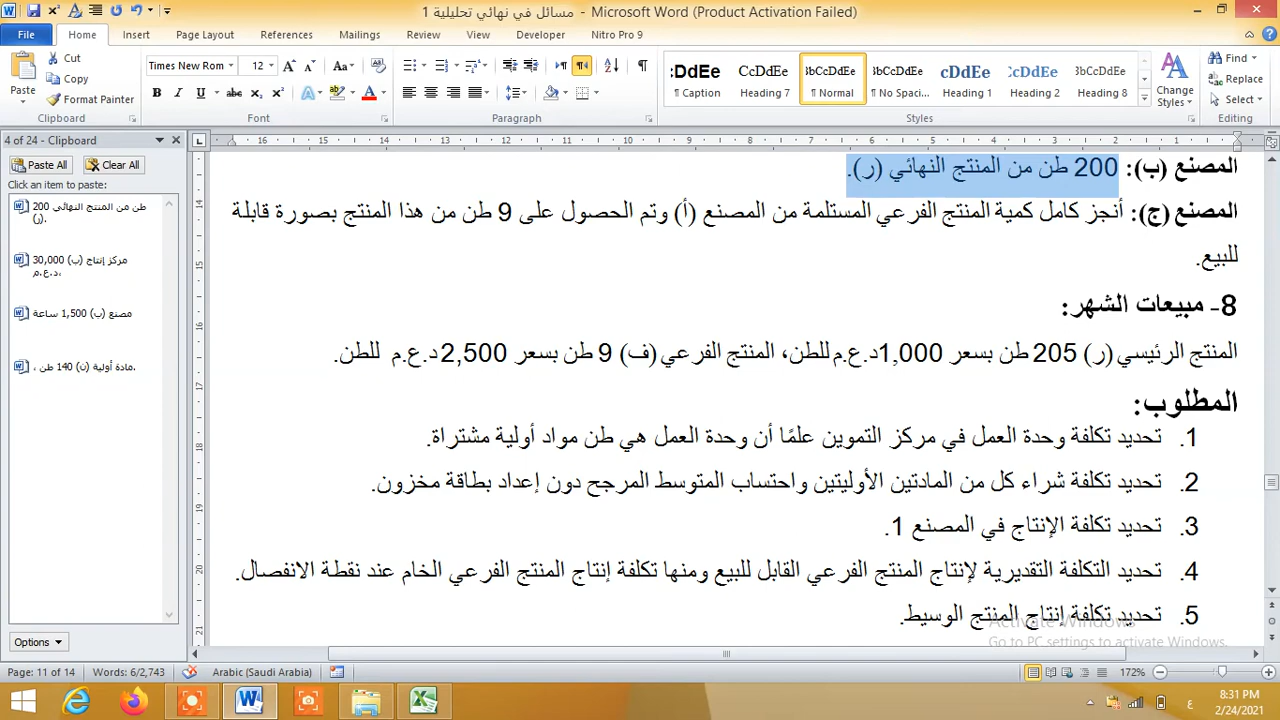 مسائل في نهائي تحليلية 1 - Microsoft Word (Product Activation Failed)
File Home Insert Page Layout References Mailings Review View Developer Nitro Pro 9
Paste Cut Copy Format Painter
Times New Rom 12
AaBbCcDdEe Caption
Heading 7
Normal
No Spaci...
Heading 1
Heading 2
Heading 8
Change Styles
Find Replace Select
Clipboard Font Paragraph Styles Editing
4 of 24 - Clipboard
Paste All Clear All
Click an item to paste:
200 طن من المنتج النهائي (ر).
مركز إنتاج (ب) 30,000 د.ع.م،
مصنع (ب) 1,500 ساعة
مادة أولية (ن) 140 طن ،
Options
المصنع (ب): 200 طن من المنتج النهائي (ر).
المصنع (ج): أنجز كامل كمية المنتج الفرعي المستلمة من المصنع (أ) وتم الحصول على 9 طن من هذا المنتج بصورة قابلة
للبيع.
8- مبيعات الشهر:
المنتج الرئيسي (ر) 205 طن بسعر 1,000د.ع.م للطن، المنتج الفرعي (ف) 9 طن بسعر 2,500 د.ع.م للطن.
المطلوب:
1. تحديد تكلفة وحدة العمل في مركز التموين علمًا أن وحدة العمل هي طن مواد أولية مشتراة.
2. تحديد تكلفة شراء كل من المادتين الأوليتين واحتساب المتوسط المرجح دون إعداد بطاقة مخزون.
3. تحديد تكلفة الإنتاج في المصنع 1.
4. تحديد التكلفة التقديرية لإنتاج المنتج الفرعي القابل للبيع ومنها تكلفة إنتاج المنتج الفرعي الخام عند نقطة الانفصال.
5. تحديد تكلفة إنتاج المنتج الوسيط.
Activate Windows
Go to PC settings to activate Windows.
Page: 11 of 14 Words: 6/2,743 Arabic (Saudi Arabia) 172%
8:31 PM
2/24/2021